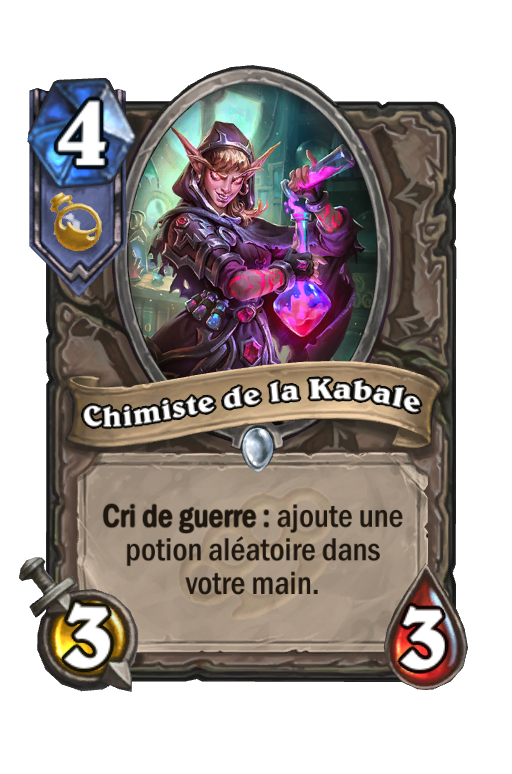 4
Chimiste de la Kabale
Cri de guerre : ajoute une
potion aléatoire dans
votre main.
3
3